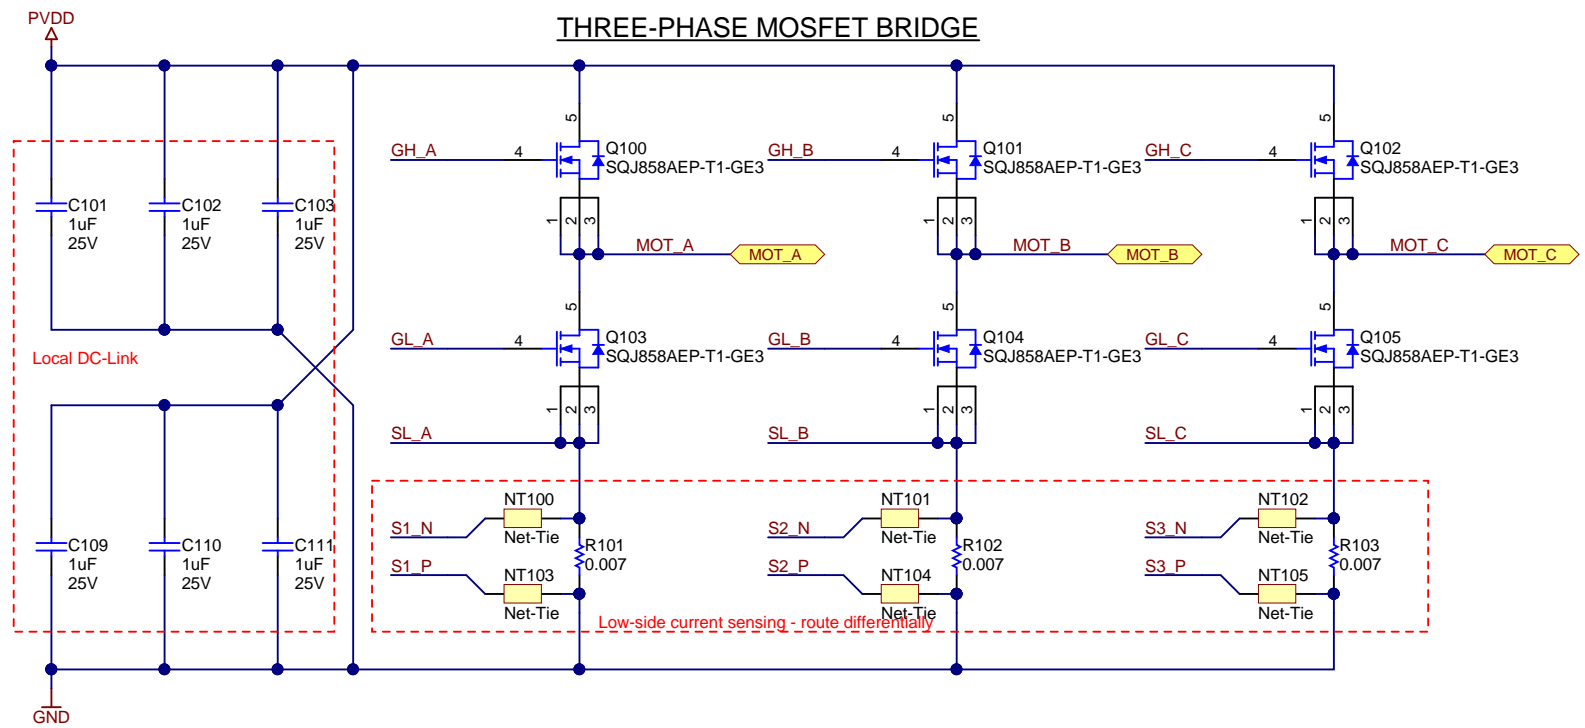 PVDD
THREE-PHASE MOSFET BRIDGE
5
5
5
GH_A
4
Q100
SQJ858AEP-T1-GE3
GH_B
4
Q101
SQJ858AEP-T1-GE3
GH_C
4
Q102
SQJ858AEP-T1-GE3
C101
1uF
25V
C102
1uF
25V
C103
1uF
25V
1
2
3
1
2
3
1
2
3
MOT_A
MOT_A
MOT_B
MOT_B
MOT_C
MOT_C
5
5
5
Local DC-Link
GL_A
4
Q103
SQJ858AEP-T1-GE3
GL_B
4
Q104
SQJ858AEP-T1-GE3
GL_C
4
Q105
SQJ858AEP-T1-GE3
1
2
3
1
2
3
1
2
3
SL_A
SL_B
SL_C
C109
1uF
25V
C110
1uF
25V
C111
1uF
25V
NT100
S1_N
Net-Tie
R101
0.007
S1_P
NT103
Net-Tie
NT101
S2_N
Net-Tie
R102
0.007
S2_P
NT104
Net-Tie
NT102
S3_N
Net-Tie
R103
0.007
S3_P
NT105
Net-Tie
Low-side current sensing - route differentially
GND